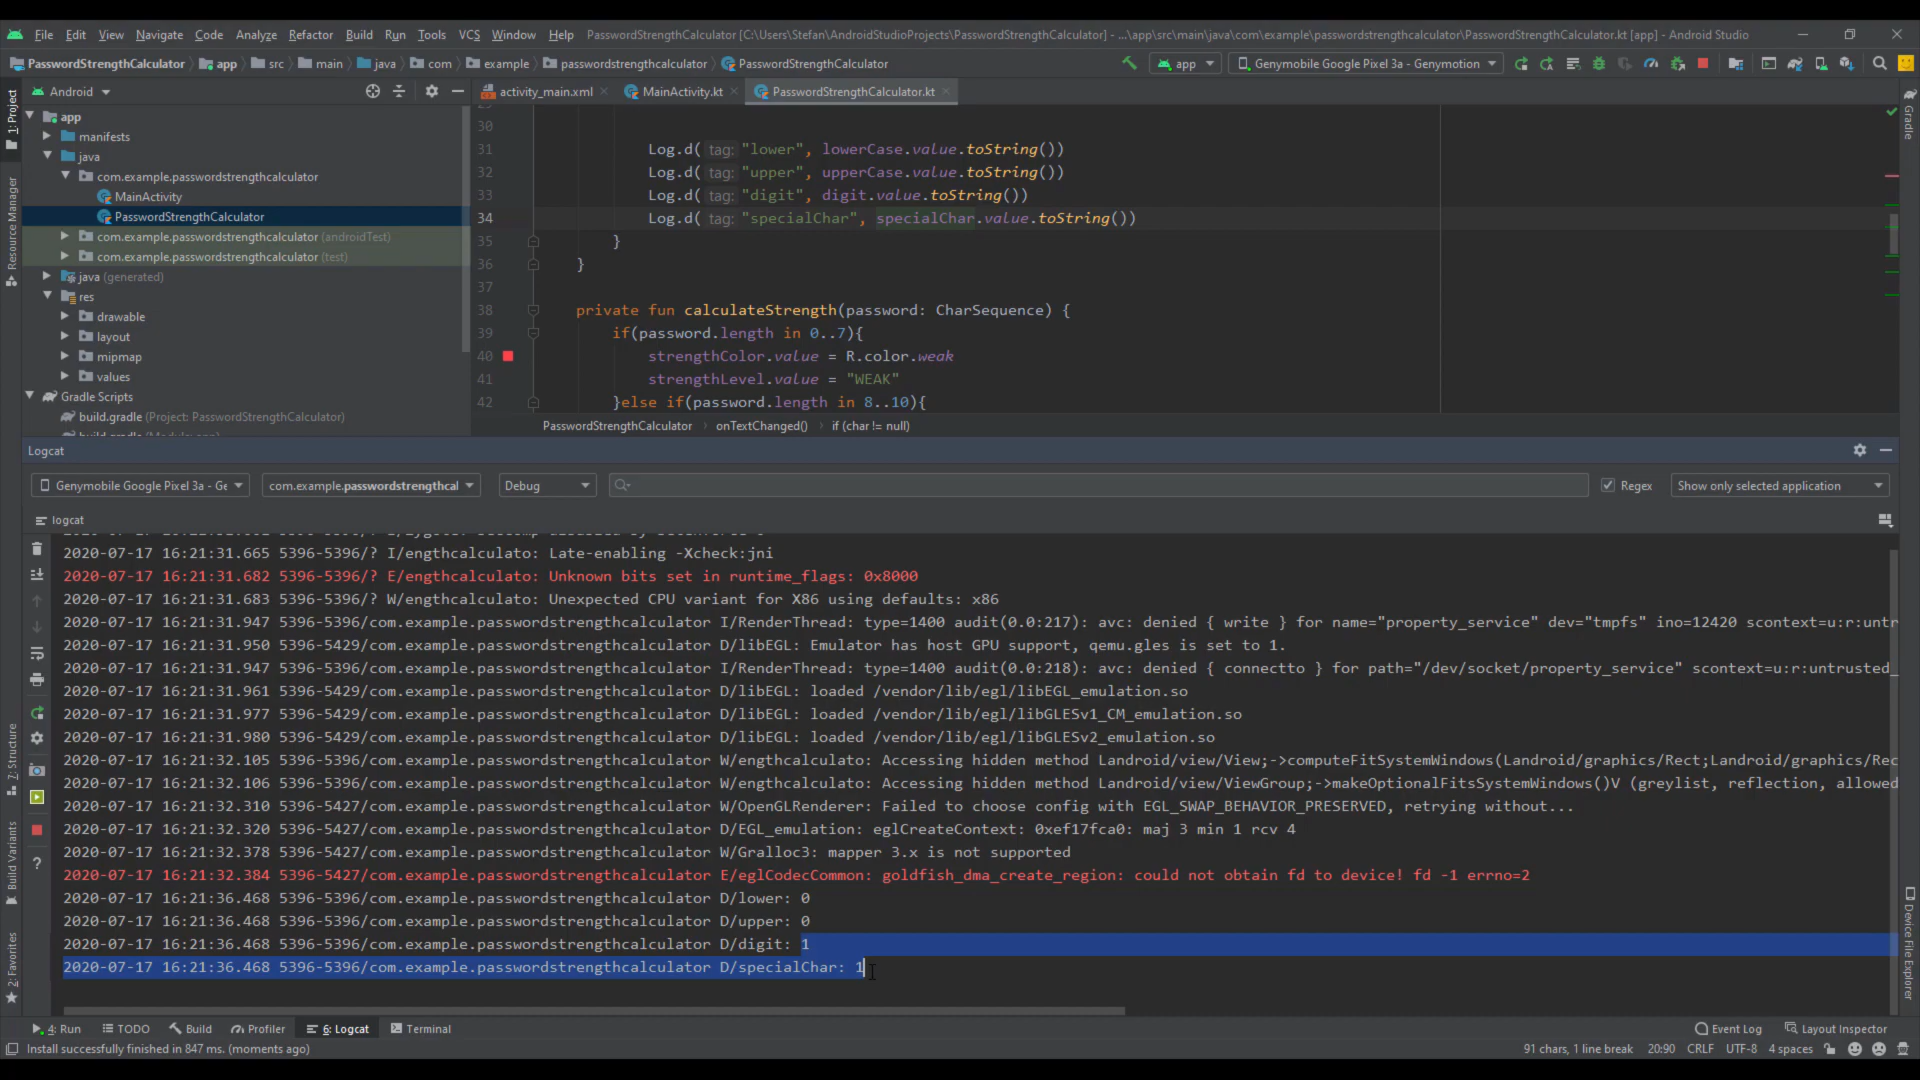 File Edit View Navigate Code Analyze Refactor Build Run Tools VCS Window Help PasswordStrengthCalculator [C:\Users\Stefan\AndroidStudioProjects\PasswordStrengthCalculator] - ...\app\src\main\java\com\example\passwordstrengthcalculator\PasswordStrengthCalculator.kt [app] - Android Studio
PasswordStrengthCalculator app src main java com example passwordstrengthcalculator PasswordStrengthCalculator
app
Genymobile Google Pixel 3a - Genymotion
Android
activity_main.xml
MainActivity.kt
PasswordStrengthCalculator.kt
1: Project
Resource Manager
Z: Structure
Build Variants
2: Favorites
Gradle
Device File Explorer
app
manifests
java
com.example.passwordstrengthcalculator
MainActivity
PasswordStrengthCalculator
com.example.passwordstrengthcalculator (androidTest)
com.example.passwordstrengthcalculator (test)
java (generated)
res
drawable
layout
mipmap
values
Gradle Scripts
build.gradle (Project: PasswordStrengthCalculator)
30
31 Log.d( tag: "lower", lowerCase.value.toString())
32 Log.d( tag: "upper", upperCase.value.toString())
33 Log.d( tag: "digit", digit.value.toString())
34 Log.d( tag: "specialChar", specialChar.value.toString())
35 }
36 }
37
38 private fun calculateStrength(password: CharSequence) {
39 if(password.length in 0..7){
40 strengthColor.value = R.color.weak
41 strengthLevel.value = "WEAK"
42 }else if(password.length in 8..10){
PasswordStrengthCalculator onTextChanged() if (char != null)
Logcat
Genymobile Google Pixel 3a - Ge com.example.passwordstrengthcal Debug Regex Show only selected application
logcat
2020-07-17 16:21:31.665 5396-5396/? I/engthcalculato: Late-enabling -Xcheck:jni
2020-07-17 16:21:31.682 5396-5396/? E/engthcalculato: Unknown bits set in runtime_flags: 0x8000
2020-07-17 16:21:31.683 5396-5396/? W/engthcalculato: Unexpected CPU variant for X86 using defaults: x86
2020-07-17 16:21:31.947 5396-5396/com.example.passwordstrengthcalculator I/RenderThread: type=1400 audit(0.0:217): avc: denied { write } for name="property_service" dev="tmpfs" ino=12420 scontext=u:r:untr
2020-07-17 16:21:31.950 5396-5429/com.example.passwordstrengthcalculator D/libEGL: Emulator has host GPU support, qemu.gles is set to 1.
2020-07-17 16:21:31.947 5396-5396/com.example.passwordstrengthcalculator I/RenderThread: type=1400 audit(0.0:218): avc: denied { connectto } for path="/dev/socket/property_service" scontext=u:r:untrusted_
2020-07-17 16:21:31.961 5396-5429/com.example.passwordstrengthcalculator D/libEGL: loaded /vendor/lib/egl/libEGL_emulation.so
2020-07-17 16:21:31.977 5396-5429/com.example.passwordstrengthcalculator D/libEGL: loaded /vendor/lib/egl/libGLESv1_CM_emulation.so
2020-07-17 16:21:31.980 5396-5429/com.example.passwordstrengthcalculator D/libEGL: loaded /vendor/lib/egl/libGLESv2_emulation.so
2020-07-17 16:21:32.105 5396-5396/com.example.passwordstrengthcalculator W/engthcalculato: Accessing hidden method Landroid/view/View;->computeFitSystemWindows(Landroid/graphics/Rect;Landroid/graphics/Rec
2020-07-17 16:21:32.106 5396-5396/com.example.passwordstrengthcalculator W/engthcalculato: Accessing hidden method Landroid/view/ViewGroup;->makeOptionalFitsSystemWindows()V (greylist, reflection, allowed
2020-07-17 16:21:32.310 5396-5427/com.example.passwordstrengthcalculator W/OpenGLRenderer: Failed to choose config with EGL_SWAP_BEHAVIOR_PRESERVED, retrying without...
2020-07-17 16:21:32.320 5396-5427/com.example.passwordstrengthcalculator D/EGL_emulation: eglCreateContext: 0xef17fca0: maj 3 min 1 rcv 4
2020-07-17 16:21:32.378 5396-5427/com.example.passwordstrengthcalculator W/Gralloc3: mapper 3.x is not supported
2020-07-17 16:21:32.384 5396-5427/com.example.passwordstrengthcalculator E/eglCodecCommon: goldfish_dma_create_region: could not obtain fd to device! fd -1 errno=2
2020-07-17 16:21:36.468 5396-5396/com.example.passwordstrengthcalculator D/lower: 0
2020-07-17 16:21:36.468 5396-5396/com.example.passwordstrengthcalculator D/upper: 0
2020-07-17 16:21:36.468 5396-5396/com.example.passwordstrengthcalculator D/digit: 1
2020-07-17 16:21:36.468 5396-5396/com.example.passwordstrengthcalculator D/specialChar: 1
4: Run TODO Build Profiler 6: Logcat Terminal Event Log Layout Inspector
Install successfully finished in 847 ms. (moments ago) 91 chars, 1 line break 20:90 CRLF UTF-8 4 spaces